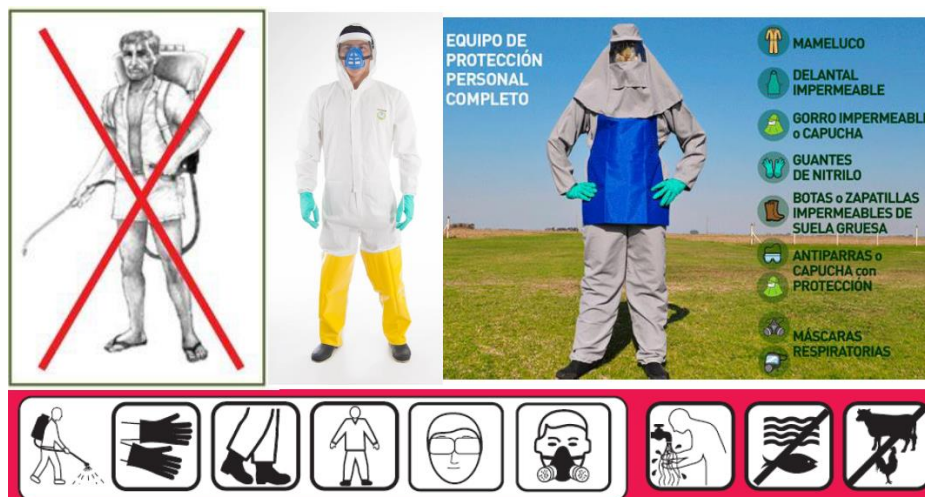 EQUIPO DE
PROTECCIÓN
PERSONAL
COMPLETO
MAMELUCO
DELANTAL
IMPERMEABLE
GORRO IMPERMEABLE
o CAPUCHA
GUANTES
DE NITRILO
BOTAS o ZAPATILLAS
IMPERMEABLES DE
SUELA GRUESA
ANTIPARRAS o
CAPUCHA con
PROTECCIÓN
MÁSCARAS
RESPIRATORIAS